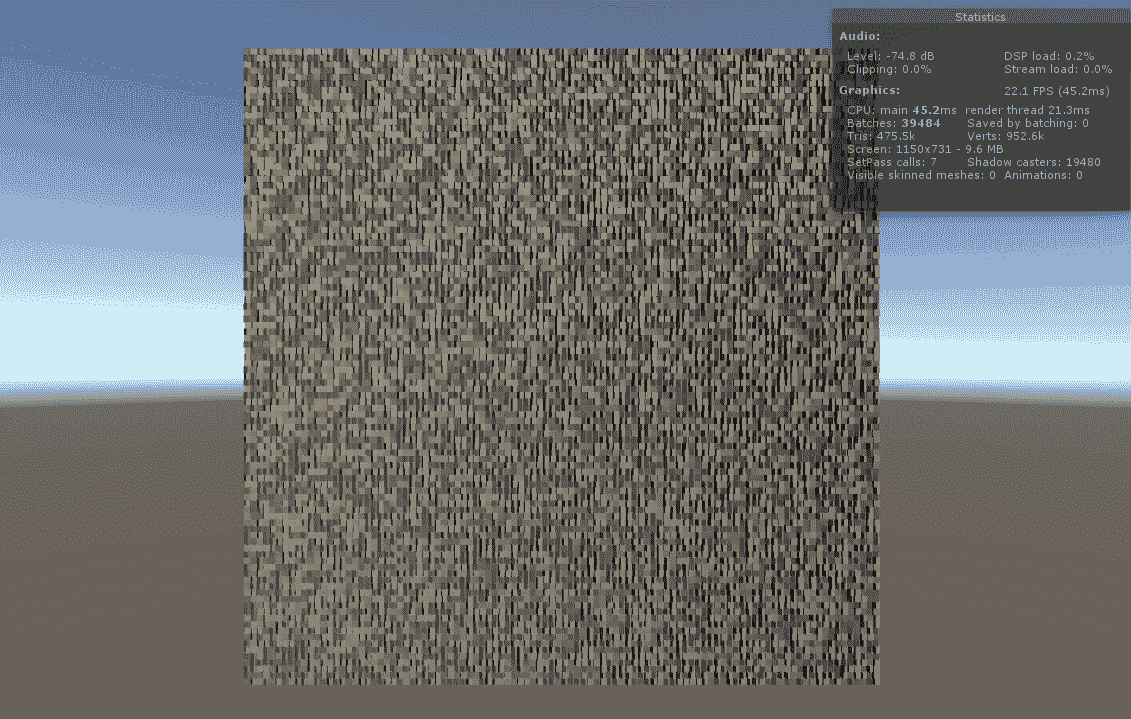 Statistics
Audio:
Level: -74.8 dB DSP load: 0.2%
Clipping: 0.0% Stream load: 0.0%
Graphics: 22.1 FPS (45.2ms)
CPU: main 45.2ms render thread 21.3ms
Batches: 39484 Saved by batching: 0
Tris: 475.5k Verts: 952.6k
Screen: 1150x731 - 9.6 MB
SetPass calls: 7 Shadow casters: 19480
Visible skinned meshes: 0 Animations: 0